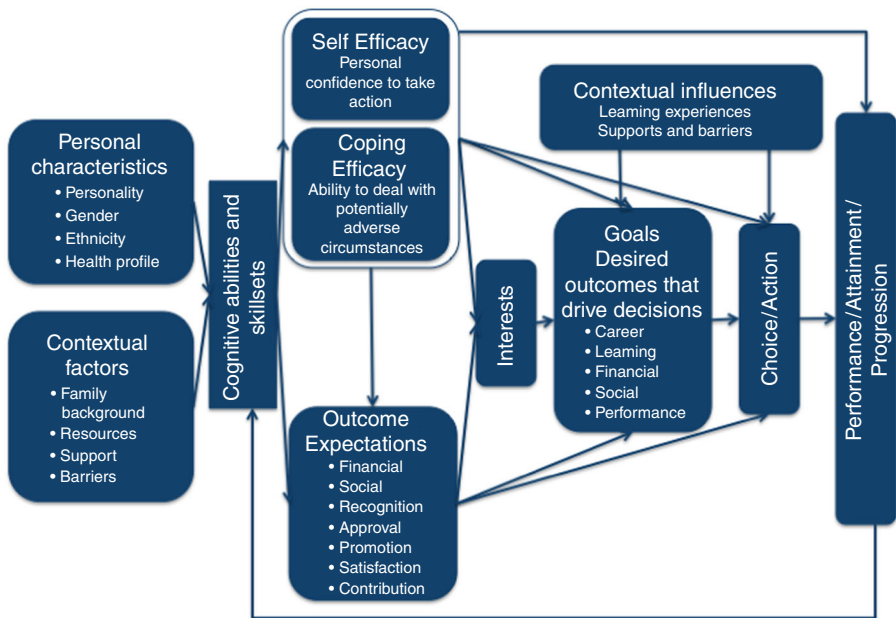 Personal
characteristics
• Personality
• Gender
• Ethnicity
• Health profile
Contextual
factors
• Family
background
• Resources
• Support
• Barriers
Cognitive abilities and
skillsets
Self Efficacy
Personal
confidence to take
action
Coping
Efficacy
Ability to deal with
potentially
adverse
circumstances
Outcome
Expectations
• Financial
• Social
• Recognition
• Approval
• Promotion
• Satisfaction
• Contribution
Interests
Contextual influences
Learning experiences
Supports and barriers
Goals
Desired
outcomes that
drive decisions
• Career
• Learning
• Financial
• Social
• Performance
Choice/Action
Performance/Attainment/
Progression